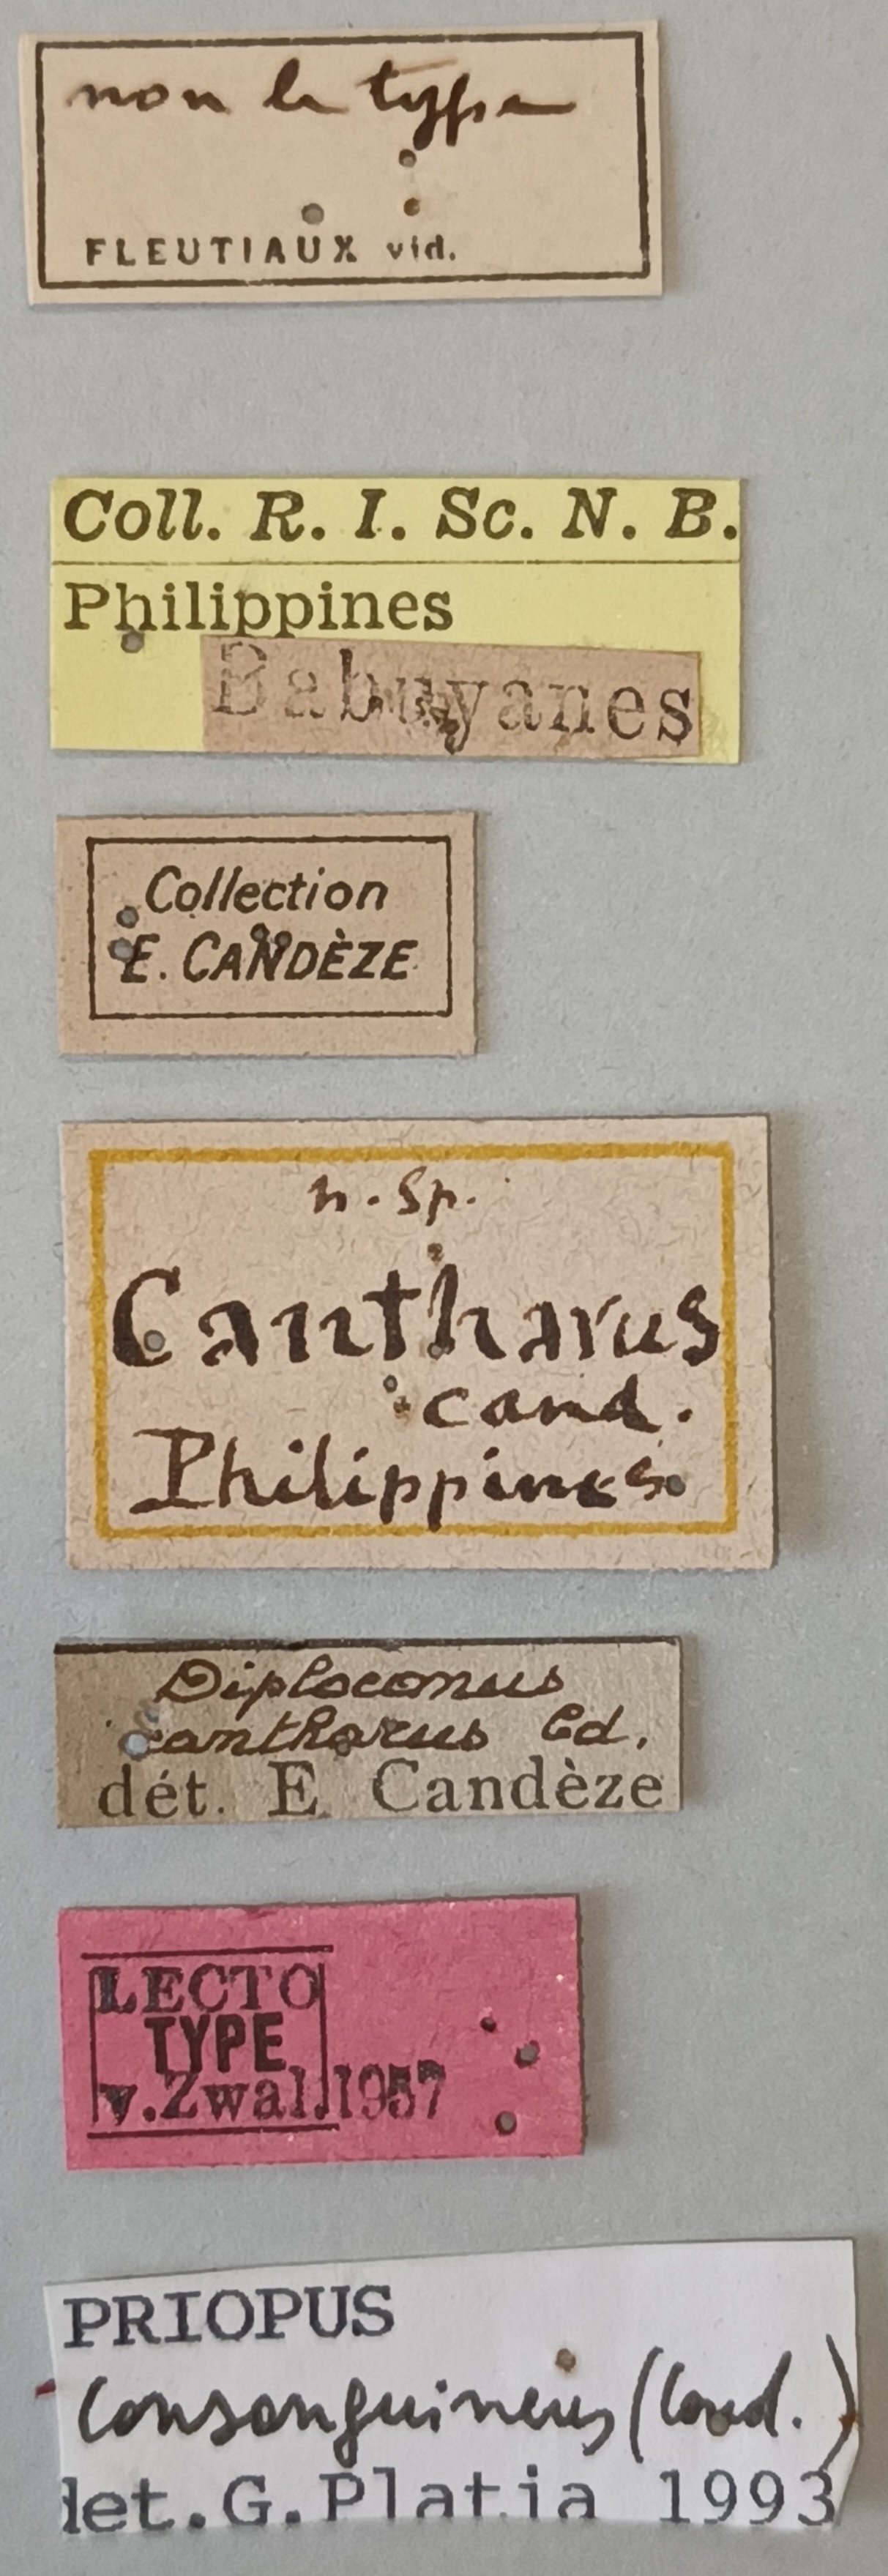 non le type
FLEUTIAUX vid.
Coll. R. I. Sc. N. B.
Philippines
Babuyanes
Collection
E. CANDÈZE
n. sp.
Cantharus
cand.
Philippines.
Diploconus
cantharus Cd.
dét. E Candèze
LECTO
TYPE
v.Zwal.1957
PRIOPUS
consanguineus (Cand.)
det.G.Platia 1993